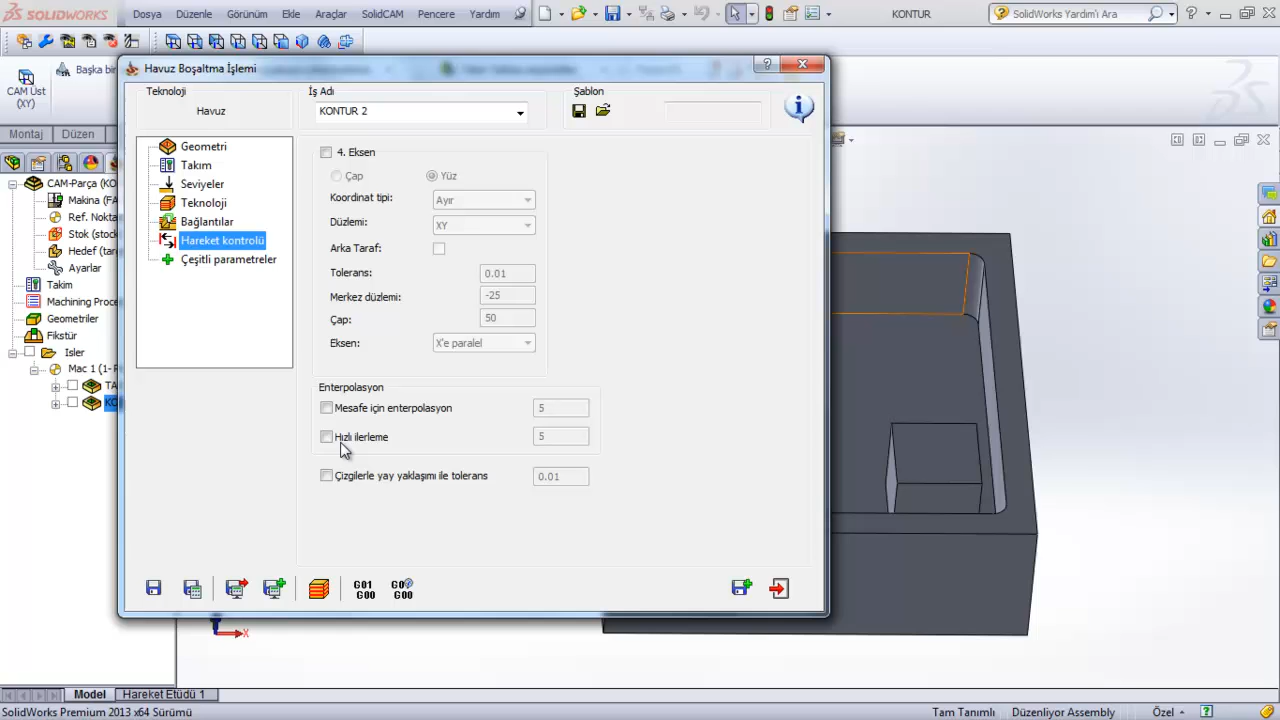 SOLIDWORKS
Dosya Düzenle Görünüm Ekle Araçlar SolidCAM Pencere Yardım
KONTUR
SolidWorks Yardım'ı Ara
CAM Üst
(XY)
Başka bir
Montaj Düzen
Havuz Boşaltma İşlemi
Teknoloji
Havuz
İş Adı
KONTUR 2
Şablon
Geometri
Takım
Seviyeler
Teknoloji
Bağlantılar
Hareket kontrolü
Çeşitli parametreler
4. Eksen
Çap
Yüz
Koordinat tipi: Ayır
Düzlemi: XY
Arka Taraf:
Tolerans: 0.01
Merkez düzlemi: -25
Çap: 50
Eksen: X'e paralel
Enterpolasyon
Mesafe için enterpolasyon 5
Hızlı ilerleme 5
Çizgilerle yay yaklaşımı ile tolerans 0.01
G01
G00
G0
G00
CAM-Parça (KO
Makina (FA
Ref. Nokta
Stok (stoc
Hedef (tar
Ayarlar
Takim
Machining Proce
Geometriler
Fikstür
Isler
Mac 1 (1- P
TA
KO
X
Model Hareket Etüdü 1
SolidWorks Premium 2013 x64 Sürümü
Tam Tanımlı Düzenliyor Assembly Özel